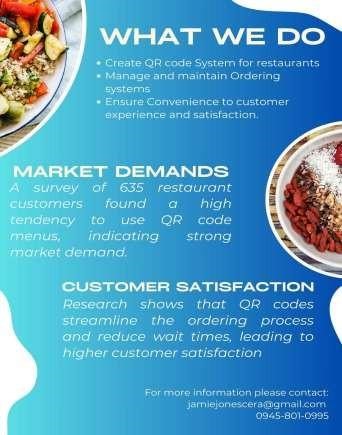 WHAT WE DO
• Create QR code System for restaurants
• Manage and maintain Ordering
systems
• Ensure Convenience to customer
experience and satisfaction.
MARKET DEMANDS
A survey of 635 restaurant
customers found a high
tendency to use QR code
menus, indicating strong
market demand.
CUSTOMER SATISFACTION
Research shows that QR codes
streamline the ordering process
and reduce wait times, leading to
higher customer satisfaction
For more information please contact:
jamiejonescera@gmail.com
0945-801-0995